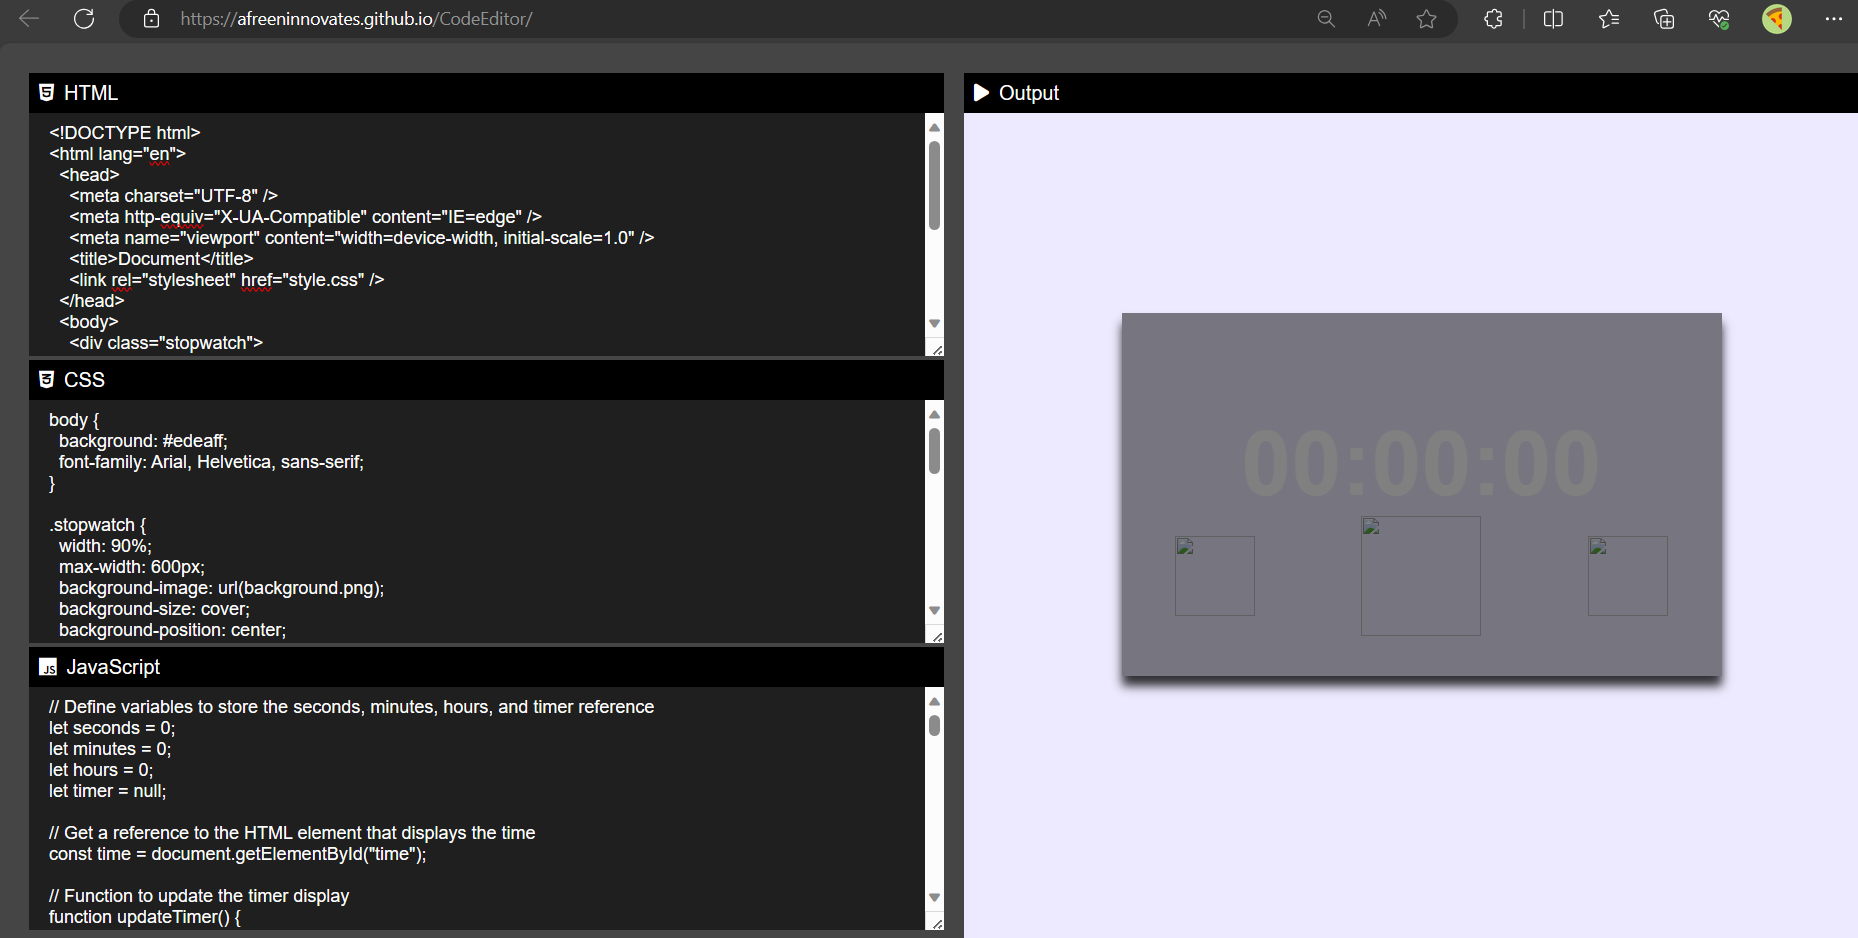 https://afreeninnovates.github.io/CodeEditor/
HTML
<!DOCTYPE html>
<html lang="en">
<head>
<meta charset="UTF-8" />
<meta http-equiv="X-UA-Compatible" content="IE=edge" />
<meta name="viewport" content="width=device-width, initial-scale=1.0" />
<title>Document</title>
<link rel="stylesheet" href="style.css" />
</head>
<body>
<div class="stopwatch">
CSS
body {
background: #edeaff;
font-family: Arial, Helvetica, sans-serif;
}
.stopwatch {
width: 90%;
max-width: 600px;
background-image: url(background.png);
background-size: cover;
background-position: center;
JS JavaScript
// Define variables to store the seconds, minutes, hours, and timer reference
let seconds = 0;
let minutes = 0;
let hours = 0;
let timer = null;
// Get a reference to the HTML element that displays the time
const time = document.getElementById("time");
// Function to update the timer display
function updateTimer() {
Output
00:00:00